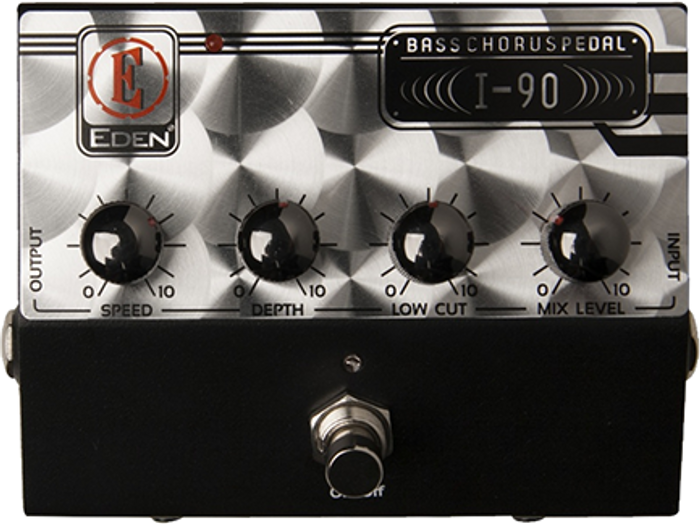 BASSCHORUSPEDAL
E
I-90
EDEN®
OUTPUT
INPUT
0 10 0 10 0 10 0 10
SPEED DEPTH LOW CUT MIX LEVEL